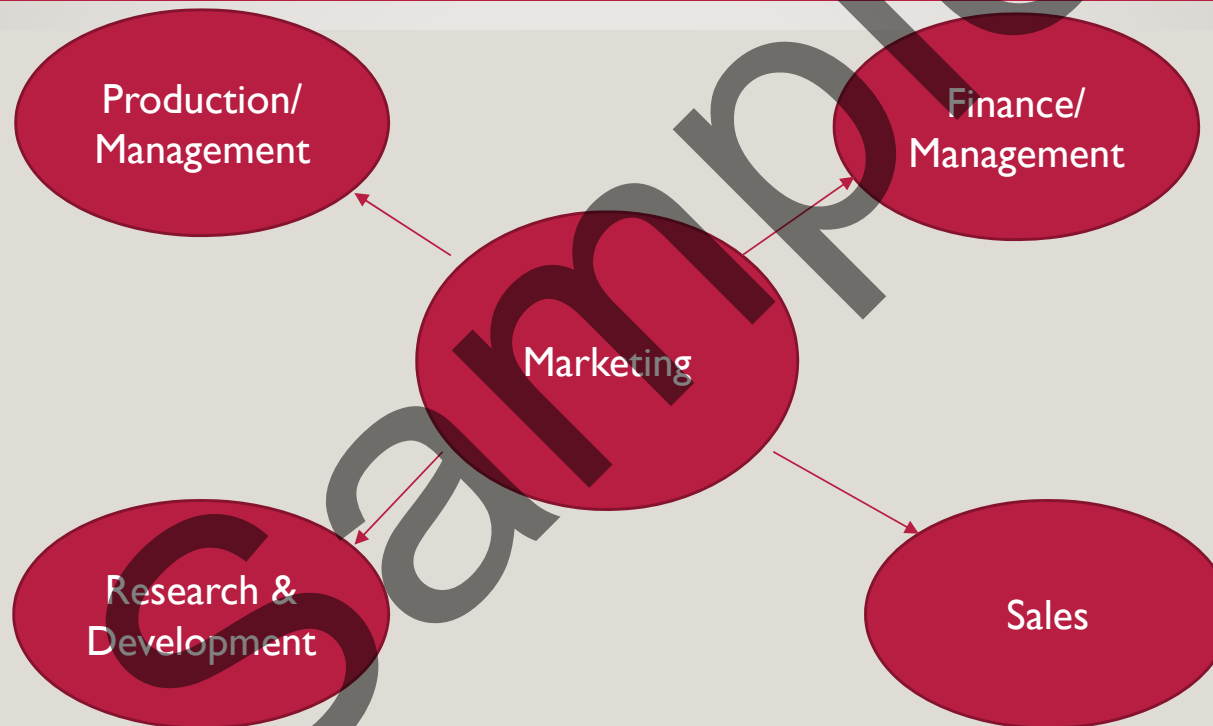 Production/
Management
Finance/
Management
Marketing
Research &
Development
Sales
Sample